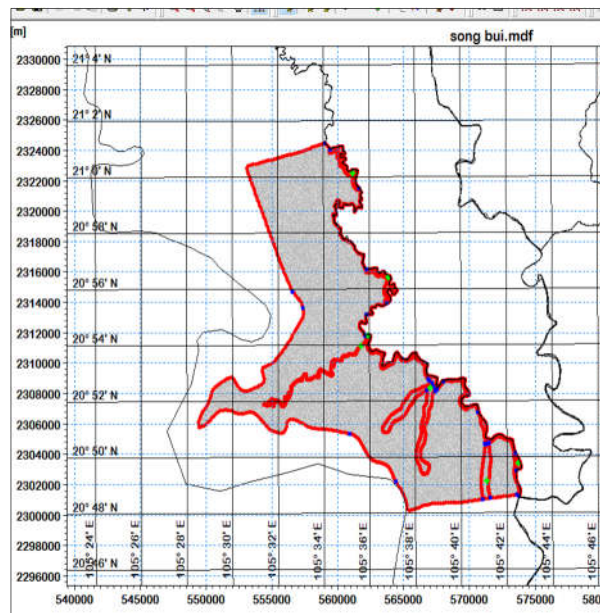 [m]
song bui.mdf
2330000
21° 4' N
2328000
2326000
21° 2' N
2324000
2322000
21° 0' N
2320000
20° 58' N
2318000
2316000
20° 56' N
2314000
2312000
20° 54' N
2310000
2308000
20° 52' N
2306000
2304000
20° 50' N
2302000
2300000
20° 48' N
2298000
2296000
20° 46' N
105° 24' E
105° 26' E
105° 28' E
105° 30' E
105° 32' E
105° 34' E
105° 36' E
105° 38' E
105° 40' E
105° 42' E
105° 44' E
105° 46' E
540000 545000 550000 555000 560000 565000 570000 575000 580